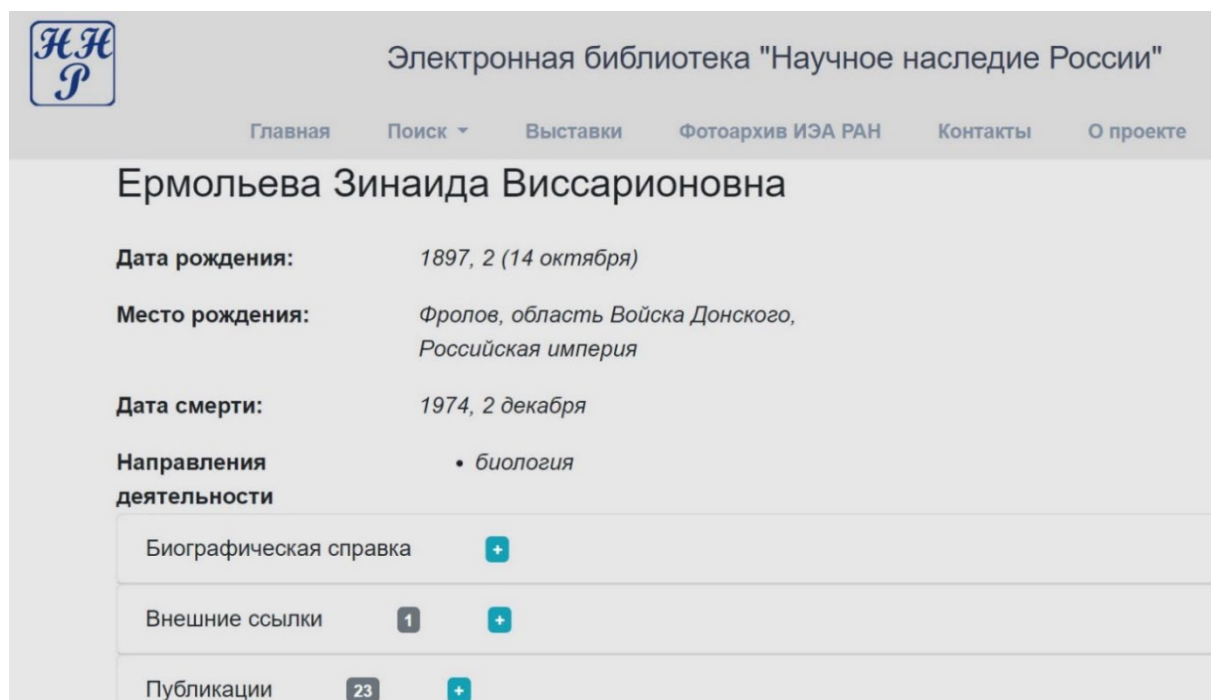 НН
Р
Электронная библиотека "Научное наследие России"
Главная Поиск Выставки Фотоархив ИЭА РАН Контакты О проекте
Ермольева Зинаида Виссарионовна
Дата рождения: 1897, 2 (14 октября)
Место рождения: Фролов, область Войска Донского,
Российская империя
Дата смерти: 1974, 2 декабря
Направления • биология
деятельности
Биографическая справка +
Внешние ссылки 1 +
Публикации 23 +